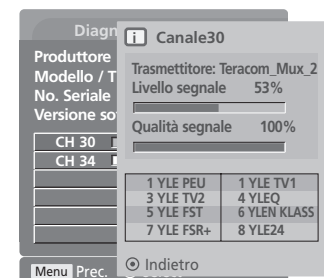 Diagn
Canale30
Produttore
Modello / T
No. Seriale
Versione so
Trasmettitore: Teracom_Mux_2
Livello segnale 53%
Qualità segnale 100%
CH 30
CH 34
1 YLE PEU 1 YLE TV1
3 YLE TV2 4 YLEQ
5 YLE FST 6 YLEN KLASS
7 YLE FSR+ 8 YLE24
Indietro
Menu Prec.